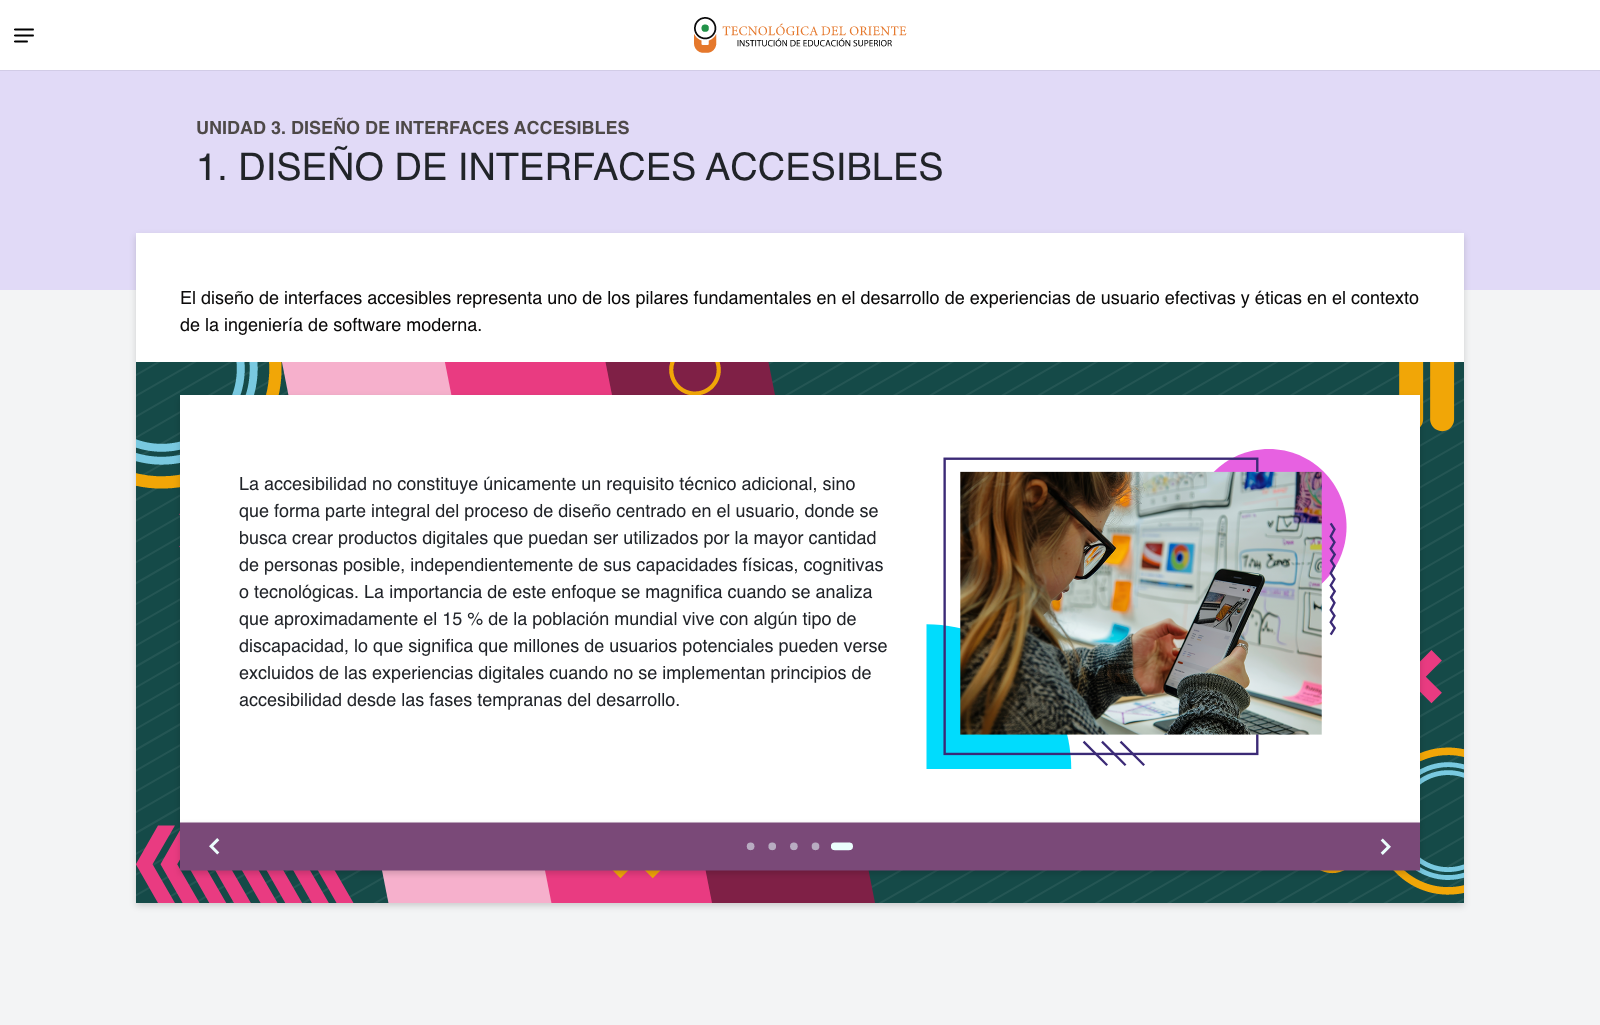 TECNOLÓGICA DEL ORIENTE
INSTITUCIÓN DE EDUCACIÓN SUPERIOR
UNIDAD 3. DISEÑO DE INTERFACES ACCESIBLES
1. DISEÑO DE INTERFACES ACCESIBLES
El diseño de interfaces accesibles representa uno de los pilares fundamentales en el desarrollo de experiencias de usuario efectivas y éticas en el contexto
de la ingeniería de software moderna.
La accesibilidad no constituye únicamente un requisito técnico adicional, sino
que forma parte integral del proceso de diseño centrado en el usuario, donde se
busca crear productos digitales que puedan ser utilizados por la mayor cantidad
de personas posible, independientemente de sus capacidades físicas, cognitivas
o tecnológicas. La importancia de este enfoque se magnifica cuando se analiza
que aproximadamente el 15 % de la población mundial vive con algún tipo de
discapacidad, lo que significa que millones de usuarios potenciales pueden verse
excluidos de las experiencias digitales cuando no se implementan principios de
accesibilidad desde las fases tempranas del desarrollo.